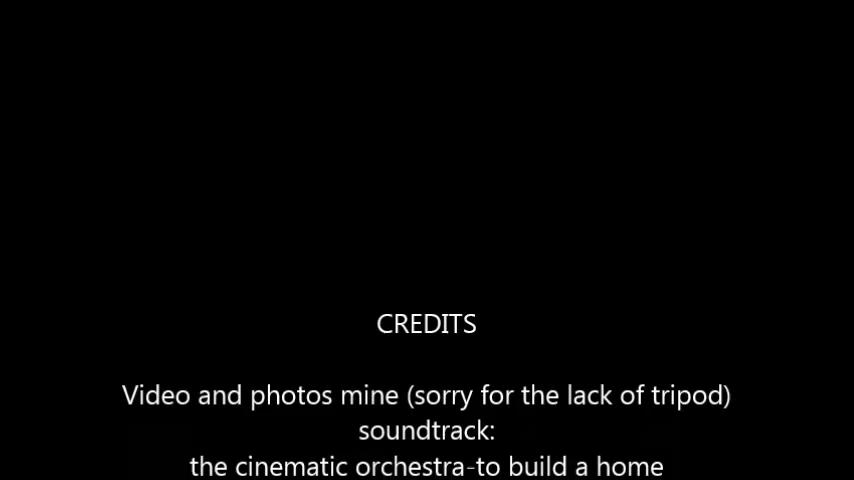 CREDITS
Video and photos mine (sorry for the lack of tripod)
soundtrack:
the cinematic orchestra-to build a home